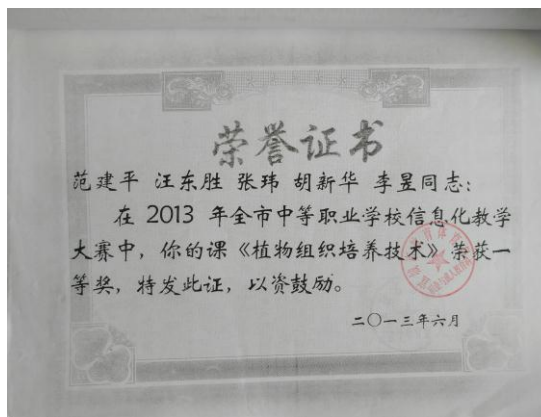 荣誉证书
范建平 汪东胜 张玮 胡新华 李昱同志：
在 2013 年全市中等职业学校信息化教学
大赛中，你的课《植物组织培养技术》荣获一
等奖，特发此证，以资鼓励。
二〇一三年六月